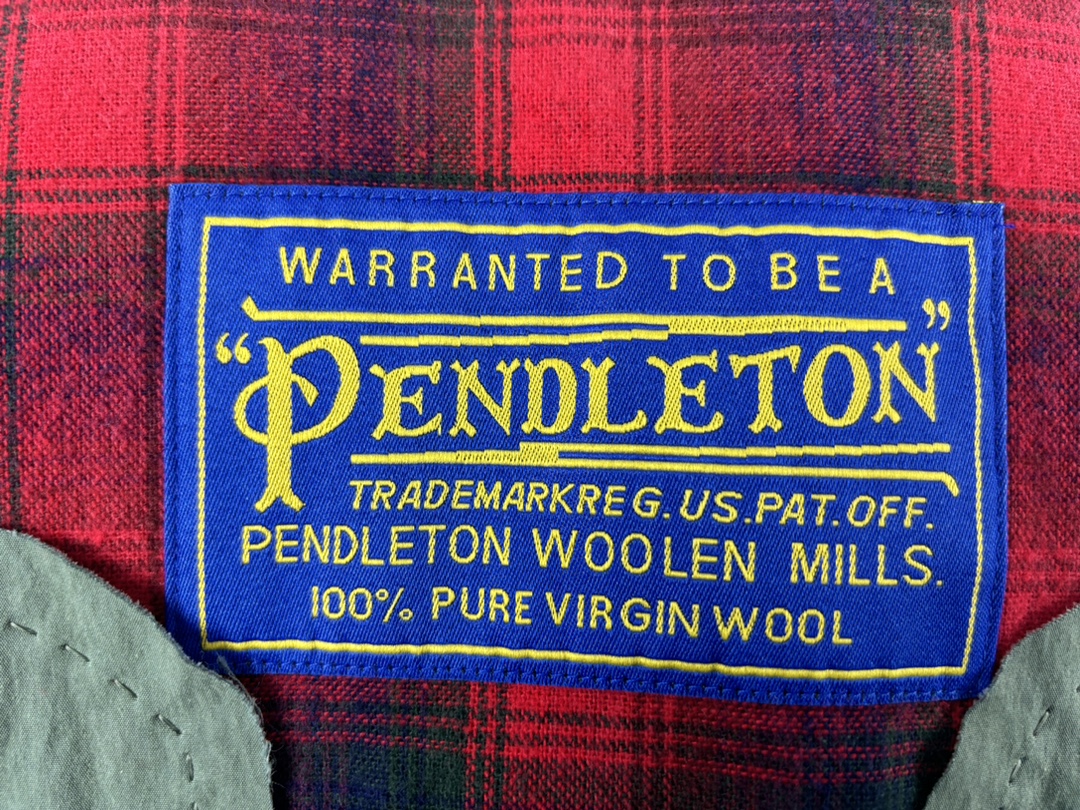 WARRANTED TO BE A
“PENDLETON”
TRADEMARKREG.US.PAT.OFF.
PENDLETON WOOLEN MILLS.
100% PURE VIRGIN WOOL